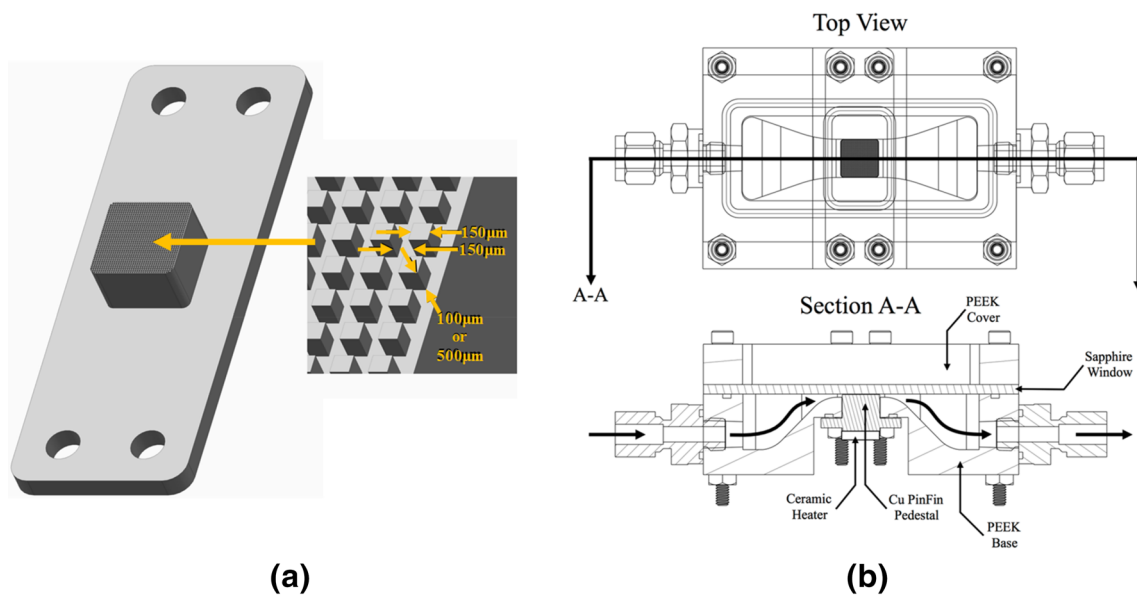 150μm
150μm
100μm
or
500μm
(a)
Top View
A-A
Section A-A
PEEK
Cover
Sapphire
Window
Ceramic
Heater
Cu PinFin
Pedestal
PEEK
Base
(b)